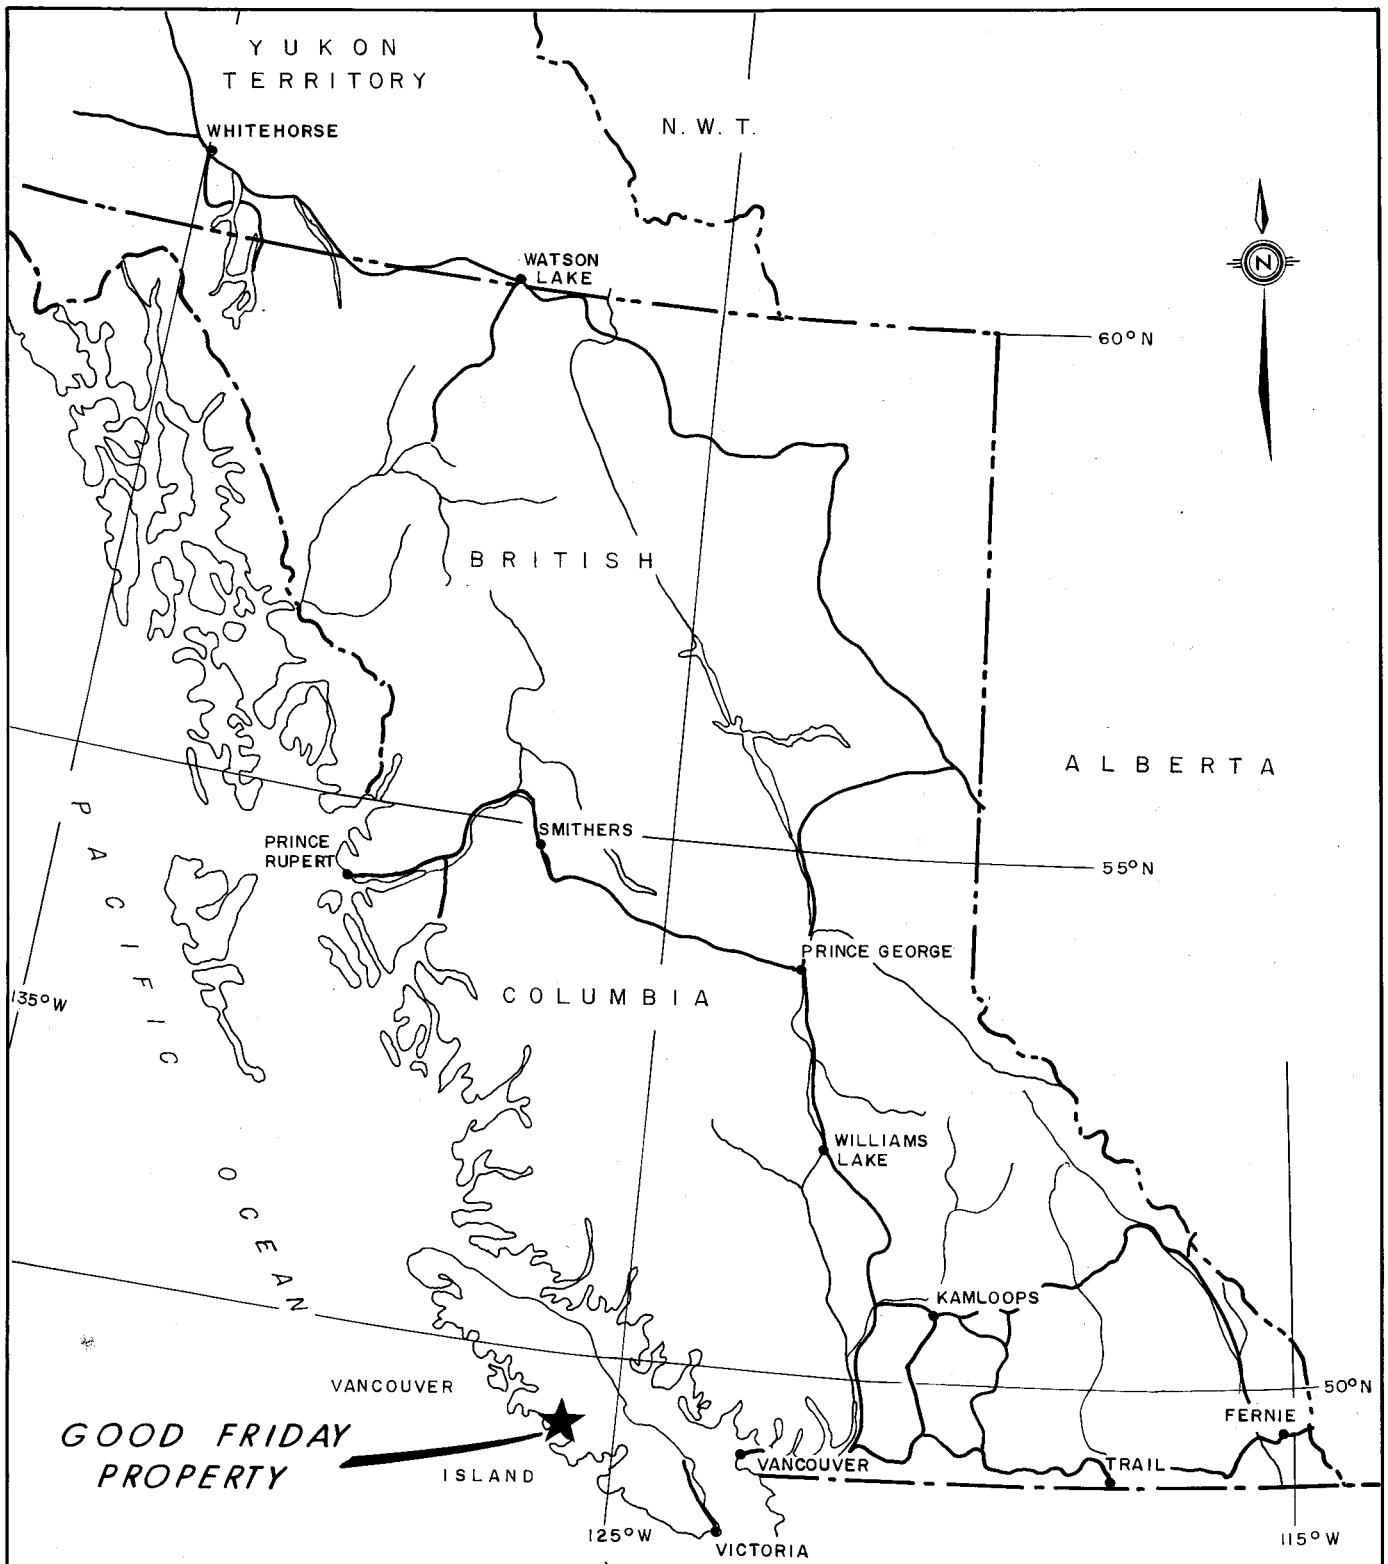 YUKON
TERRITORY
N. W. T.
WHITEHORSE
N
WATSON
LAKE
60°N
BRITISH
ALBERTA
PACIFIC
SMITHERS
PRINCE
RUPERT
55°N
PRINCE GEORGE
COLUMBIA
135°W
WILLIAMS
LAKE
OCEAN
KAMLOOPS
VANCOUVER
50°N
FERNIE
GOOD FRIDAY
PROPERTY
ISLAND
VANCOUVER
TRAIL
125°W
115°W
VICTORIA